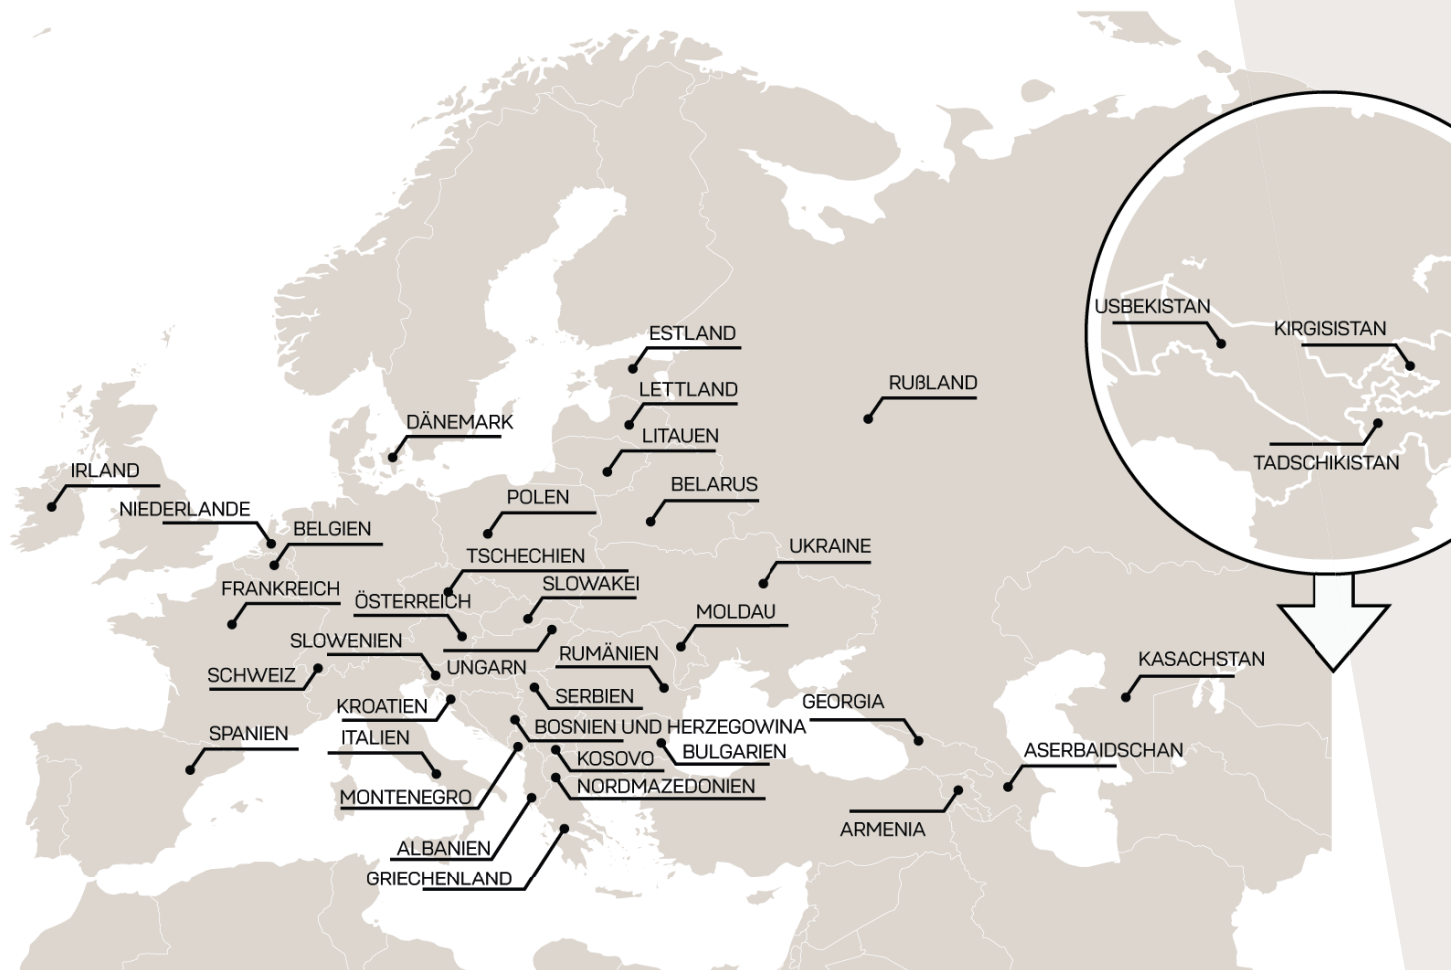 USBEKISTAN
KIRGISISTAN
ESTLAND
RUßLAND
LETTLAND
DÄNEMARK
LITAUEN
TADSCHIKISTAN
IRLAND
BELARUS
POLEN
NIEDERLANDE
BELGIEN
UKRAINE
TSCHECHIEN
SLOWAKEI
FRANKREICH
ÖSTERREICH
MOLDAU
SLOWENIEN
RUMÄNIEN
KASACHSTAN
UNGARN
SCHWEIZ
SERBIEN
GEORGIA
KROATIEN
BOSNIEN UND HERZEGOWINA
SPANIEN
ITALIEN
BULGARIEN
ASERBAIDSCHAN
KOSOVO
NORDMAZEDONIEN
MONTENEGRO
ARMENIA
ALBANIEN
GRIECHENLAND